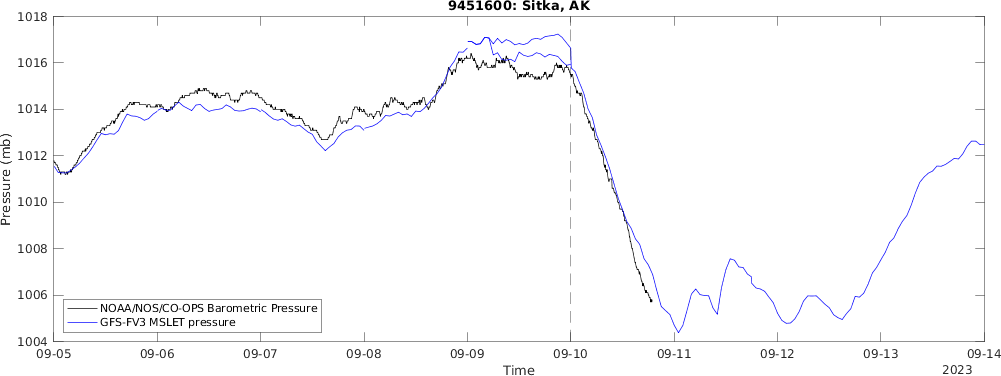 9451600: Sitka, AK
1018
1016
1014
1012
1010
1008
1006
1004
Pressure (mb)
NOAA/NOS/CO-OPS Barometric Pressure
GFS-FV3 MSLET pressure
09-05 09-06 09-07 09-08 09-09 09-10 09-11 09-12 09-13 09-14
Time
2023